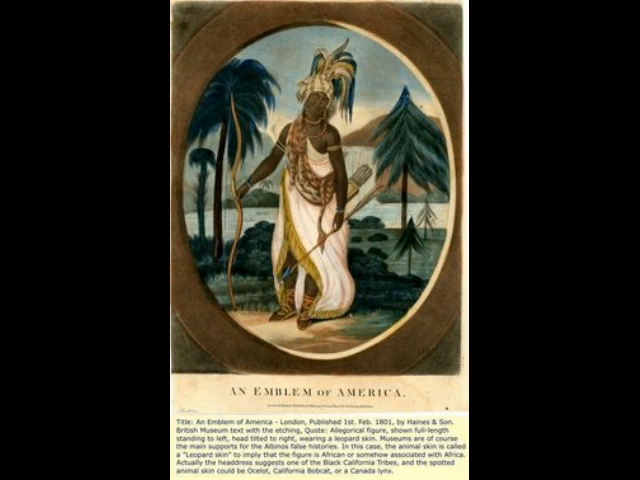 AN EMBLEM OF AMERICA.
Title: An Emblem of America - London, Published 1st. Feb. 1801, by Haines & Son.
British Museum text with the etching, Quote: Allegorical figure, shown full-length
standing to left, head tilted to right, wearing a leopard skin. Museums are of course
the main supports for the Albinos false histories. In this case, the animal skin is called
a "Leopard skin" to imply that the figure is African or somehow associated with Africa.
Actually the headdress suggests one of the Black California Tribes, and the spotted
animal skin could be Ocelot, California Bobcat, or a Canada lynx.